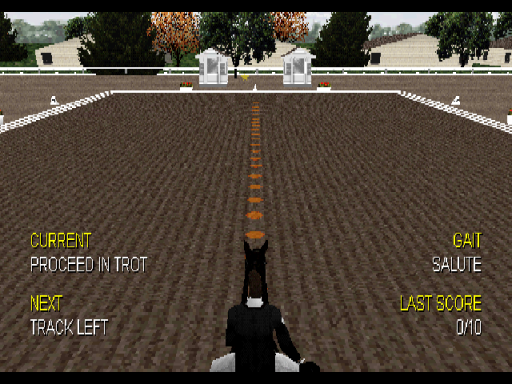 CURRENT
PROCEED IN TROT
GAIT
SALUTE
NEXT
TRACK LEFT
LAST SCORE
0/10